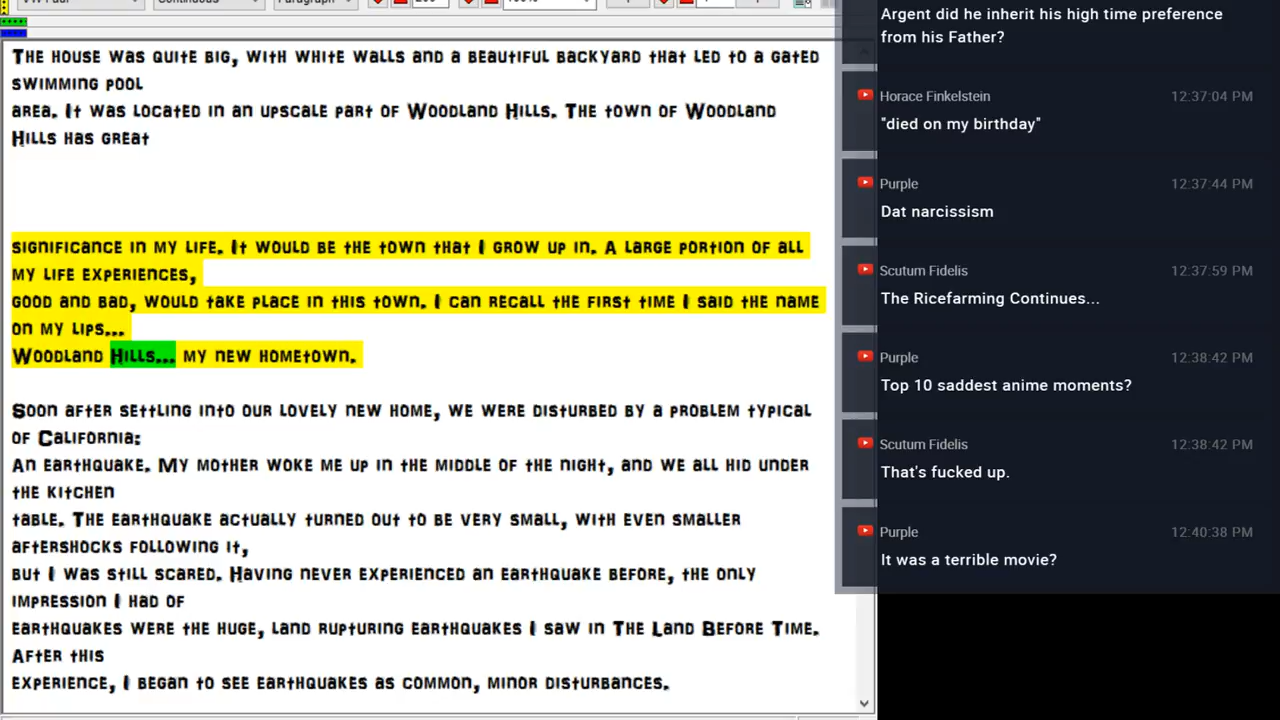 VW Paul
Continuous
Paragraph
The house was quite big, with white walls and a beautiful backyard that led to a gated
swimming pool
area. It was located in an upscale part of Woodland Hills. The town of Woodland
Hills has great
significance in my life. It would be the town that I grow up in. A large portion of all
my life experiences,
good and bad, would take place in this town. I can recall the first time I said the name
on my lips...
Woodland Hills... my new hometown.
Soon after settling into our lovely new home, we were disturbed by a problem typical
of California:
An earthquake. My mother woke me up in the middle of the night, and we all hid under
the kitchen
table. The earthquake actually turned out to be very small, with even smaller
aftershocks following it,
but I was still scared. Having never experienced an earthquake before, the only
impression I had of
earthquakes were the huge, land rupturing earthquakes I saw in The Land Before Time.
After this
experience, I began to see earthquakes as common, minor disturbances.
Argent did he inherit his high time preference
from his Father?
Horace Finkelstein 12:37:04 PM
"died on my birthday"
Purple 12:37:44 PM
Dat narcissism
Scutum Fidelis 12:37:59 PM
The Ricefarming Continues...
Purple 12:38:42 PM
Top 10 saddest anime moments?
Scutum Fidelis 12:38:42 PM
That's fucked up.
Purple 12:40:38 PM
It was a terrible movie?